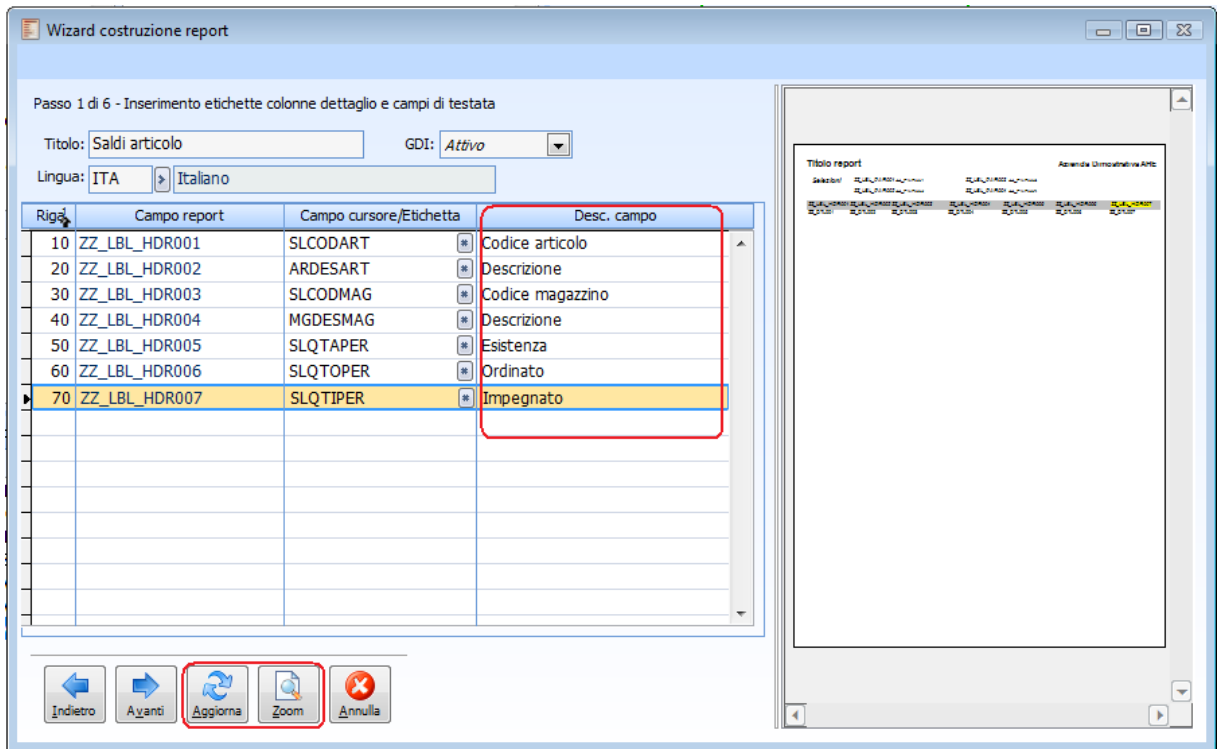 Wizard costruzione report
Passo 1 di 6 - Inserimento etichette colonne dettaglio e campi di testata
Titolo: Saldi articolo GDI: Attivo
Lingua: ITA Italiano
Riga Campo report Campo cursore/Etichetta Desc. campo
10 ZZ_LBL_HDR001 SLCODART Codice articolo
20 ZZ_LBL_HDR002 ARDESART Descrizione
30 ZZ_LBL_HDR003 SLCODMAG Codice magazzino
40 ZZ_LBL_HDR004 MGDESMAG Descrizione
50 ZZ_LBL_HDR005 SLQTAPER Esistenza
60 ZZ_LBL_HDR006 SLQTOPER Ordinato
70 ZZ_LBL_HDR007 SLQTIPER Impegnato
Indietro Avanti Aggiorna Zoom Annulla
Titolo report Azienda Dimostrativa AHE
Selezioni